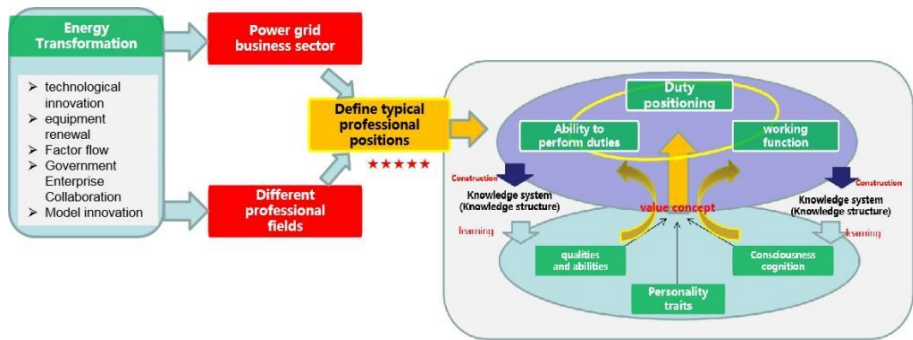 Energy
Transformation
technological
innovation
equipment
renewal
Factor flow
Government
Enterprise
Collaboration
Model innovation
Power grid
business sector
Different
professional
fields
Define typical
professional
positions
★★★★★
Duty
positioning
Ability to
perform duties
working
function
Construction
Knowledge system
(Knowledge structure)
learning
Construction
Knowledge system
(Knowledge structure)
learning
value concept
qualities
and abilities
Consciousness
cognition
Personality
traits